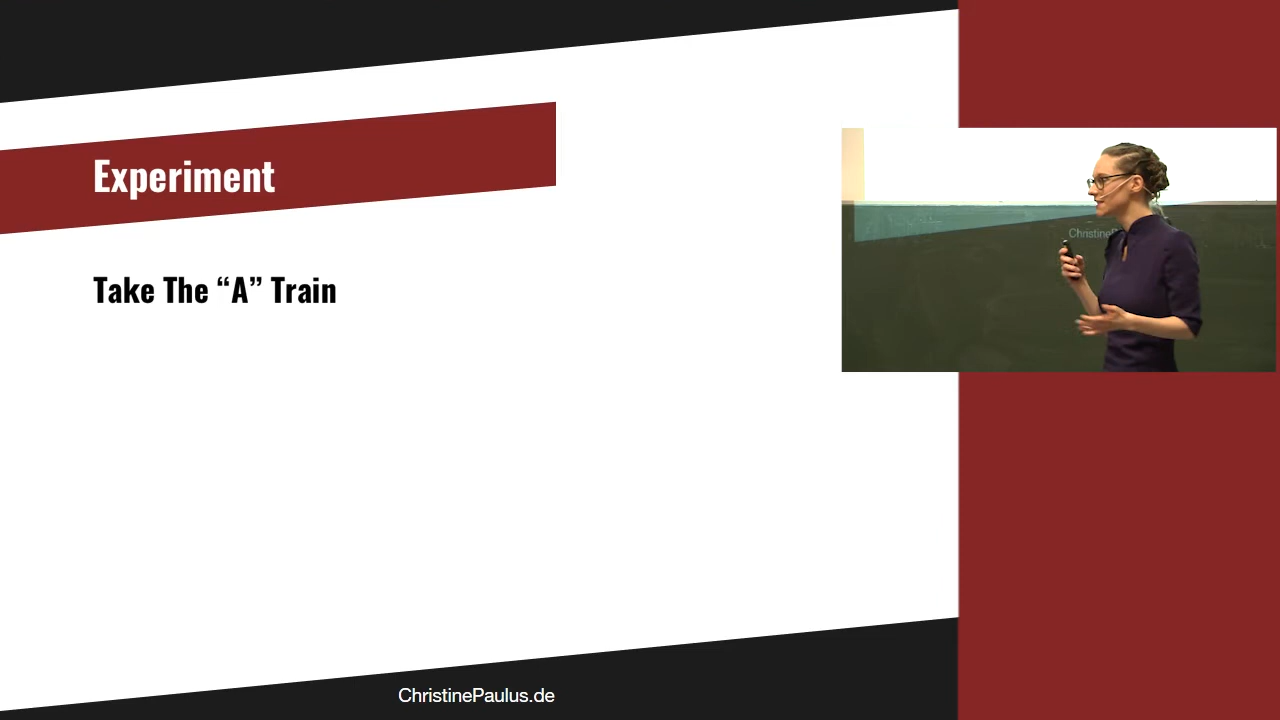 Experiment
Take The “A” Train
ChristinePaulus.de